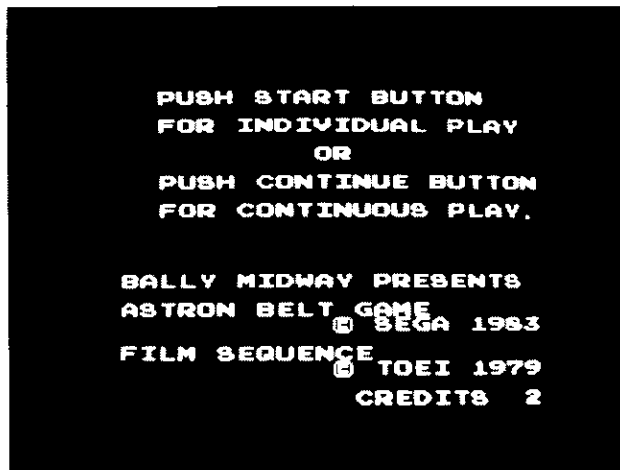 PUSH START BUTTON
FOR INDIVIDUAL PLAY
OR
PUSH CONTINUE BUTTON
FOR CONTINUOUS PLAY.
BALLY MIDWAY PRESENTS
ASTRON BELT GAME
© SEGA 1983
FILM SEQUENCE
© TOEI 1979
CREDITS 2